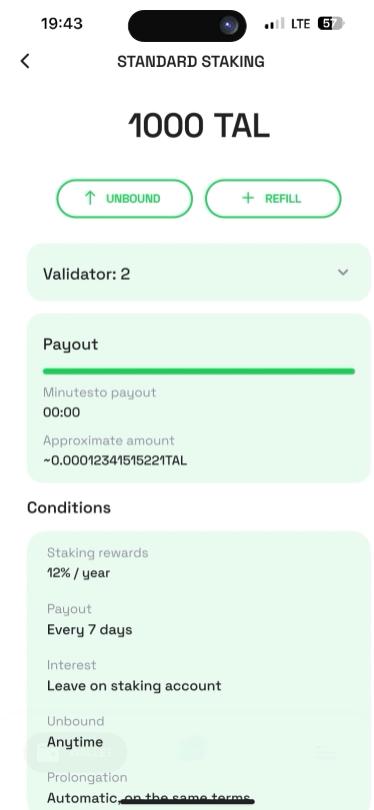 19:43
LTE
57
STANDARD STAKING
1000 TAL
UNBOUND
REFILL
Validator: 2
Payout
Minutesto payout
00:00
Approximate amount
~0.00012341515221TAL
Conditions
Staking rewards
12% / year
Payout
Every 7 days
Interest
Leave on staking account
Unbound
Anytime
Prolongation
Automatic, on the same terms